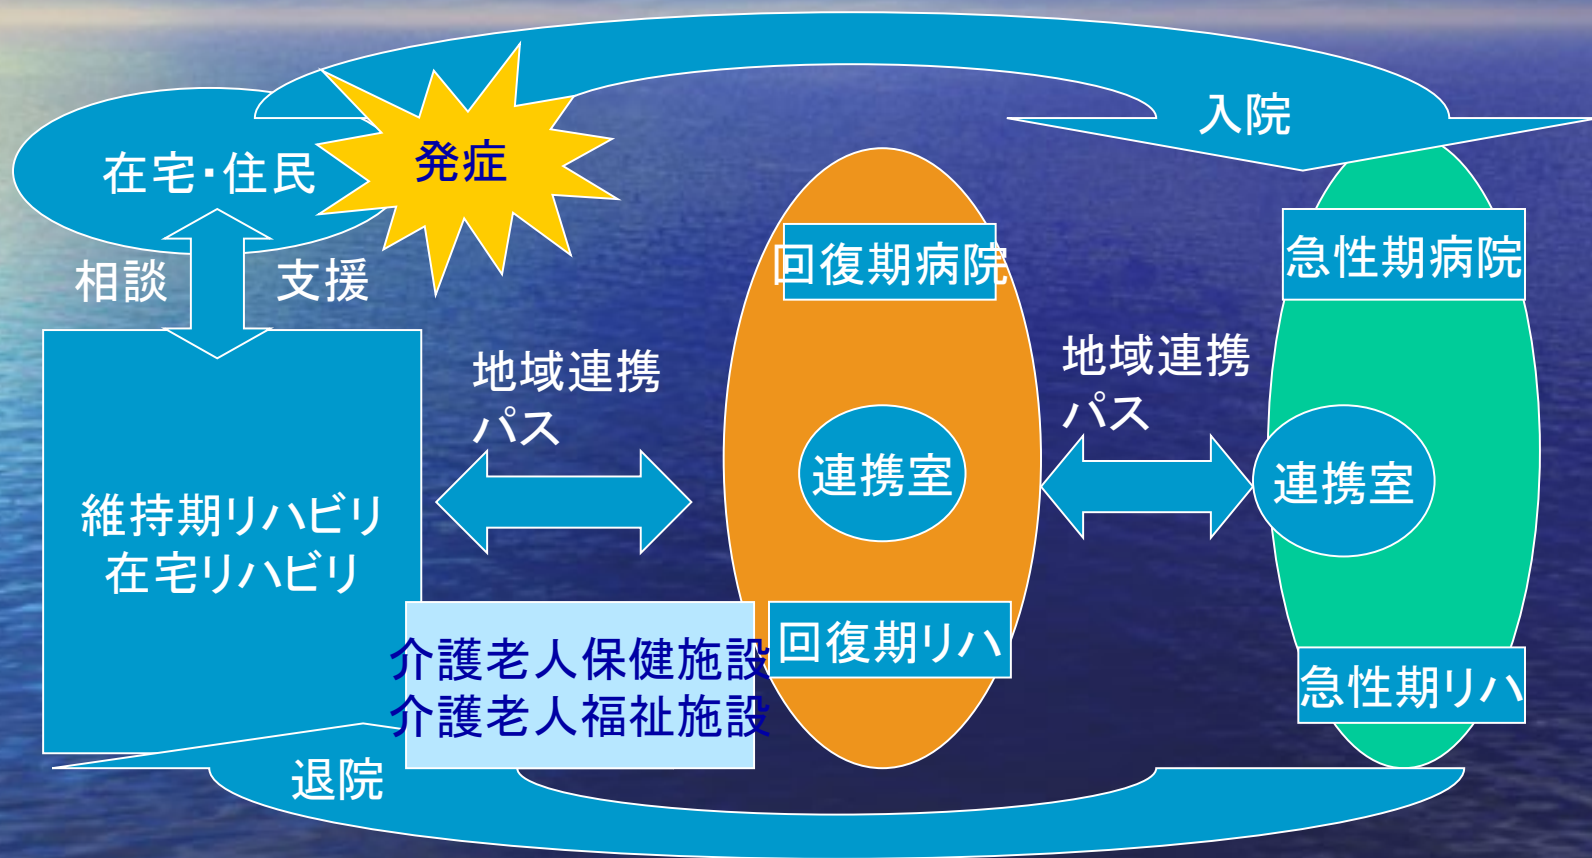 入院
発症
在宅・住民
回復期病院
急性期病院
相談
支援
地域連携
パス
地域連携
パス
連携室
連携室
維持期リハビリ
在宅リハビリ
介護老人保健施設
介護老人福祉施設
回復期リハ
急性期リハ
退院